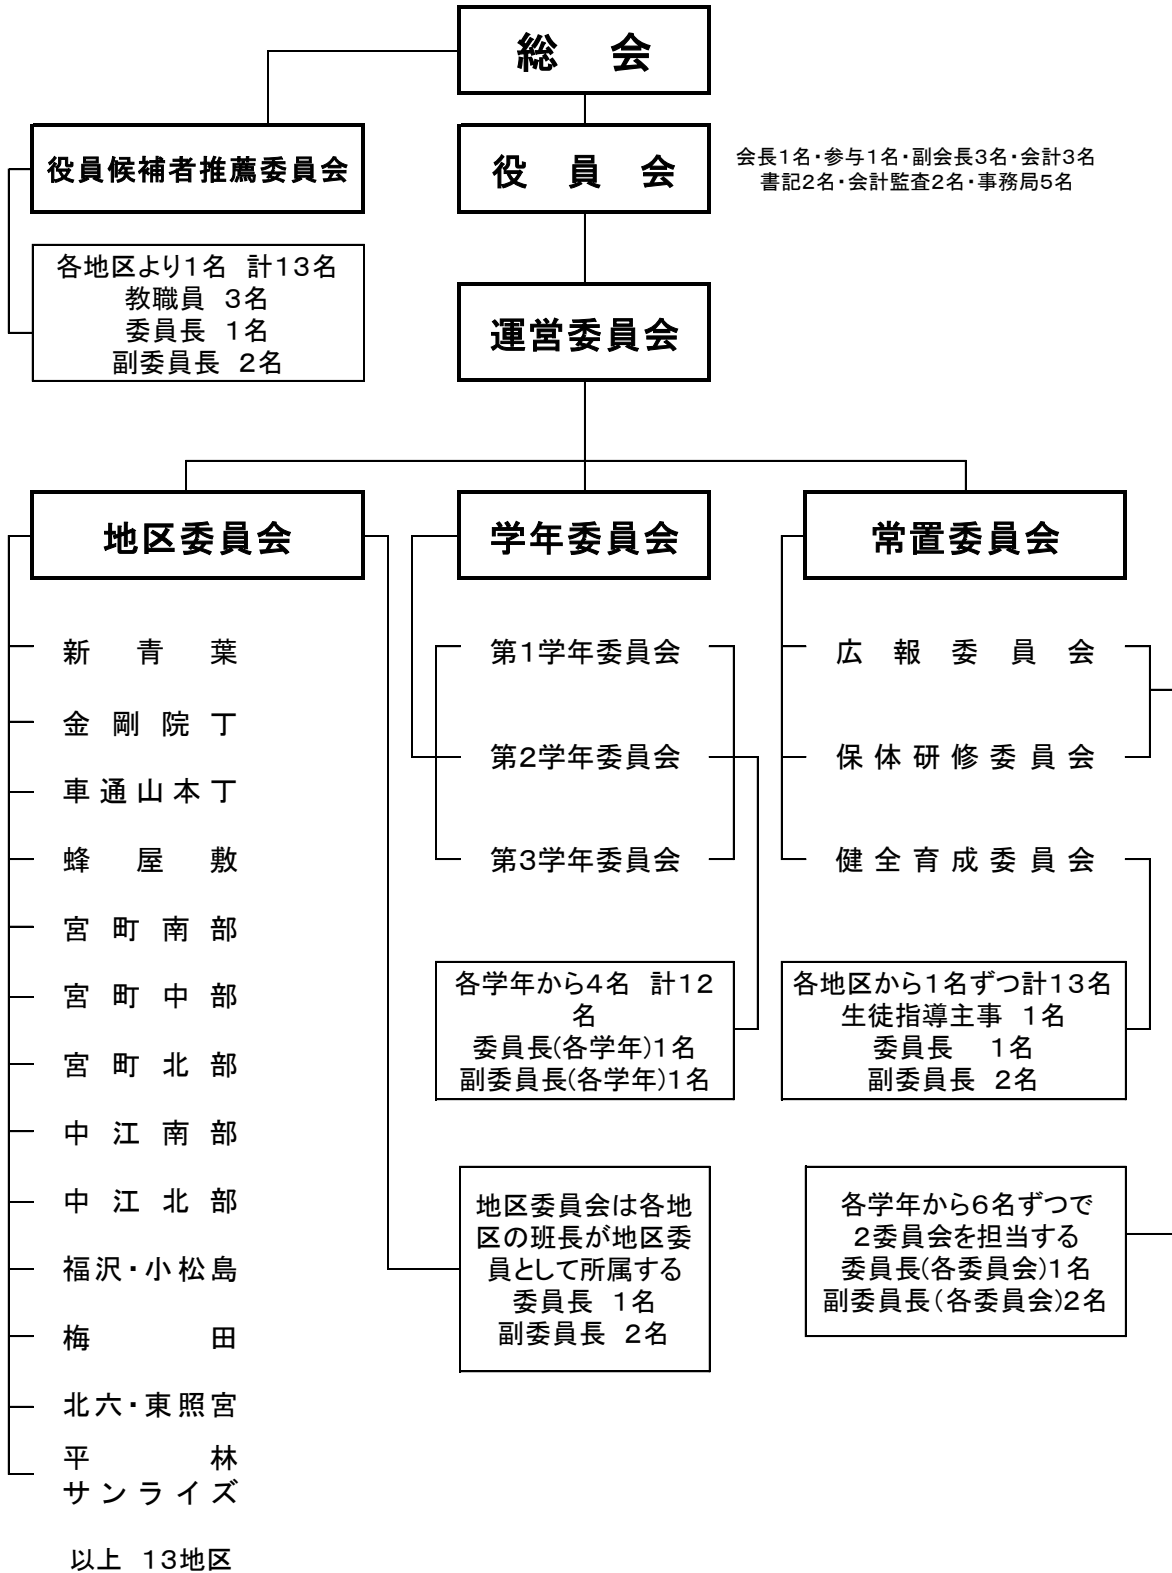 総　会
役員候補者推薦委員会
役　員　会
会長1名・参与1名・副会長3名・会計3名
書記2名・会計監査2名・事務局5名
各地区より1名　計13名
教職員　3名
委員長　1名
副委員長　2名
運営委員会
地区委員会
新青葉
金剛院丁
車通山本丁
蜂屋敷
宮町南部
宮町中部
宮町北部
中江南部
中江北部
福沢・小松島
梅田
北六・東照宮
平林
サンライズ
以上　13地区
学年委員会
第1学年委員会
第2学年委員会
第3学年委員会
各学年から4名　計12
名
委員長(各学年)1名
副委員長(各学年)1名
地区委員会は各地
区の班長が地区委
員として所属する
委員長　1名
副委員長　2名
常置委員会
広報委員会
保体研修委員会
健全育成委員会
各地区から1名ずつ計13名
生徒指導主事　1名
委員長　1名
副委員長　2名
各学年から6名ずつで
2委員会を担当する
委員長(各委員会)1名
副委員長(各委員会)2名